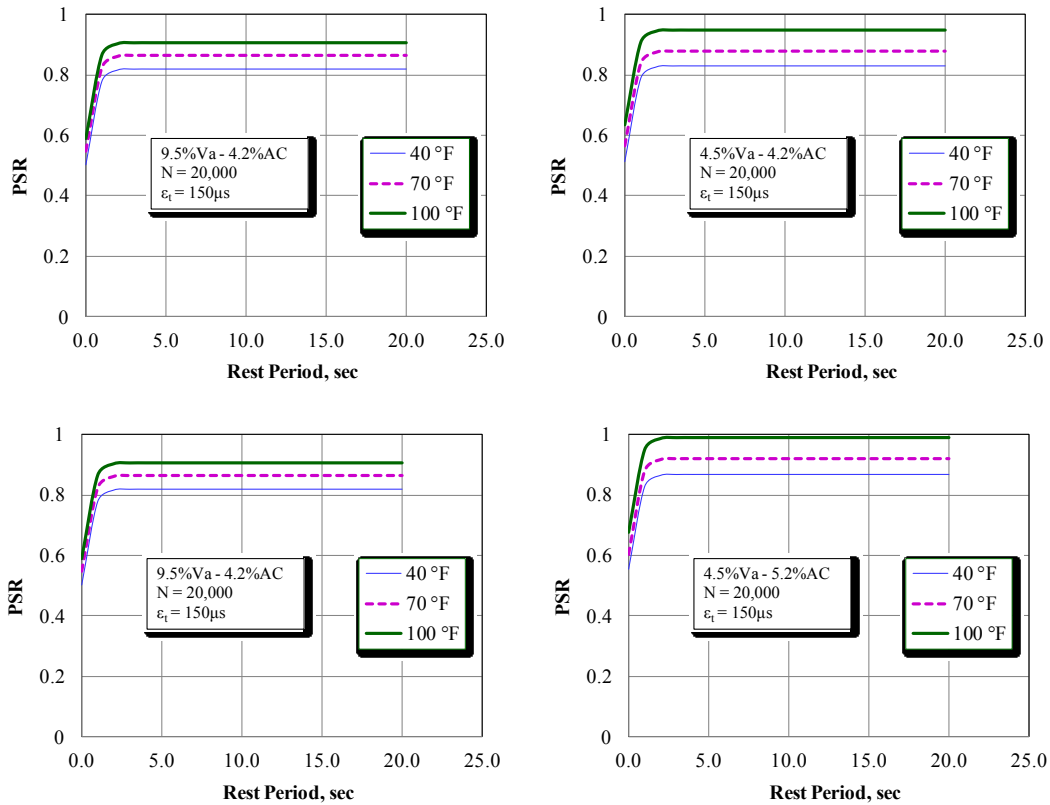 1
0.8
0.6
0.4
0.2
0
PSR
9.5%Va - 4.2%AC
N = 20,000
εt = 150μs
40 °F
70 °F
100 °F
0.0 5.0 10.0 15.0 20.0 25.0
Rest Period, sec
1
0.8
0.6
0.4
0.2
0
PSR
4.5%Va - 4.2%AC
N = 20,000
εt = 150μs
40 °F
70 °F
100 °F
0.0 5.0 10.0 15.0 20.0 25.0
Rest Period, sec
1
0.8
0.6
0.4
0.2
0
PSR
9.5%Va - 4.2%AC
N = 20,000
εt = 150μs
40 °F
70 °F
100 °F
0.0 5.0 10.0 15.0 20.0 25.0
Rest Period, sec
1
0.8
0.6
0.4
0.2
0
PSR
4.5%Va - 5.2%AC
N = 20,000
εt = 150μs
40 °F
70 °F
100 °F
0.0 5.0 10.0 15.0 20.0 25.0
Rest Period, sec